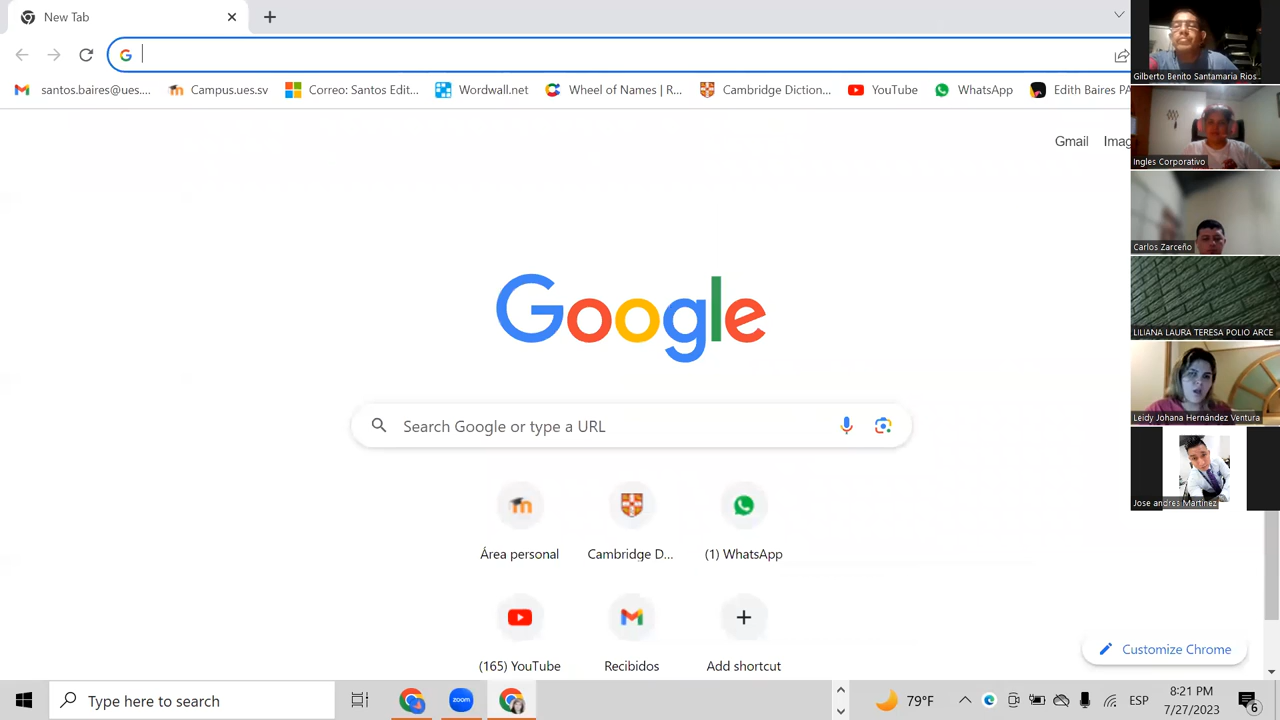 New Tab
santos.baires@ues....
Campus.ues.sv
Correo: Santos Edit...
Wordwall.net
Wheel of Names | R...
Cambridge Diction...
YouTube
WhatsApp
Edith Baires PA
Gmail
Imag
Google
Search Google or type a URL
Área personal
Cambridge D...
(1) WhatsApp
(165) YouTube
Recibidos
Add shortcut
Customize Chrome
Gilberto Benito Santamaria Rios...
Ingles Corporativo
Carlos Zarceño
LILIANA LAURA TERESA POLIO ARCE
Leidy Johana Hernández Ventura
Jose andres Martinez
Type here to search
zoom
79°F
ESP
8:21 PM
7/27/2023
6